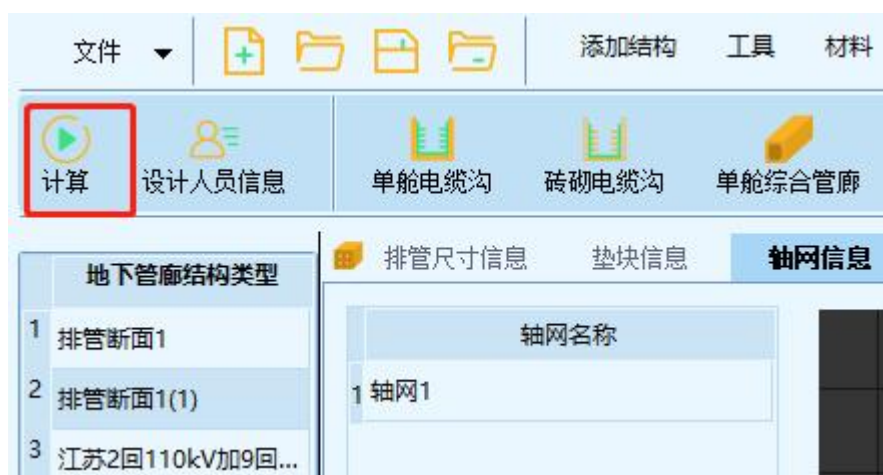 文件 添加结构 工具 材料
计算 设计人员信息 单舱电缆沟 砖砌电缆沟 单舱综合管廊
地下管廊结构类型 排管尺寸信息 垫块信息 轴网信息
轴网名称
1 排管断面1
1 轴网1
2 排管断面1(1)
3 江苏2回110kV加9回...